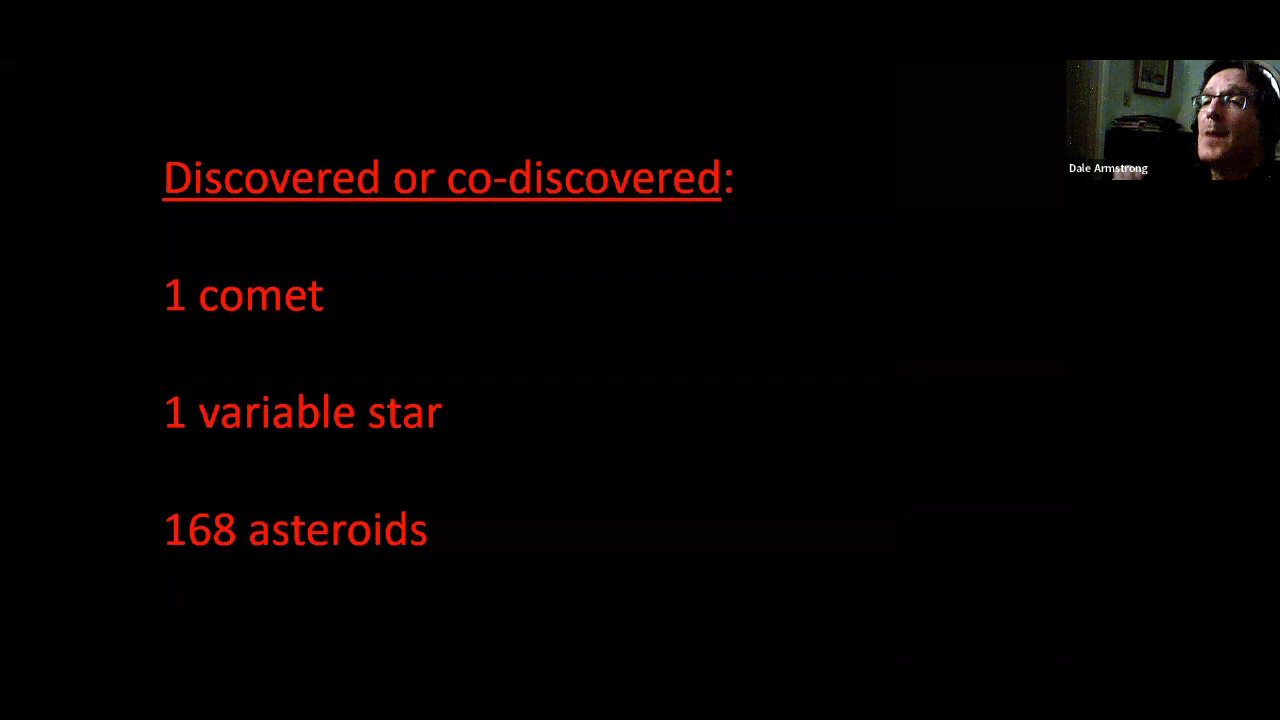 Discovered or co-discovered:
1 comet
1 variable star
168 asteroids
Dale Armstrong